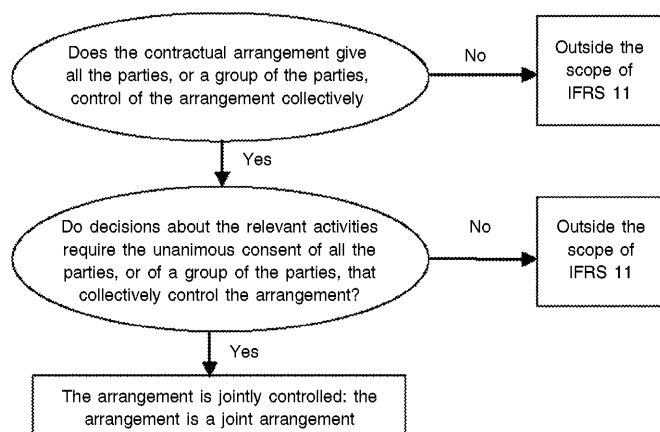 Does the contractual arrangement give
all the parties, or a group of the parties,
control of the arrangement collectively
No
Outside the
scope of
IFRS 11
Yes
Do decisions about the relevant activities
require the unanimous consent of all the
parties, or of a group of the parties, that
collectively control the arrangement?
No
Outside the
scope of
IFRS 11
Yes
The arrangement is jointly controlled: the
arrangement is a joint arrangement